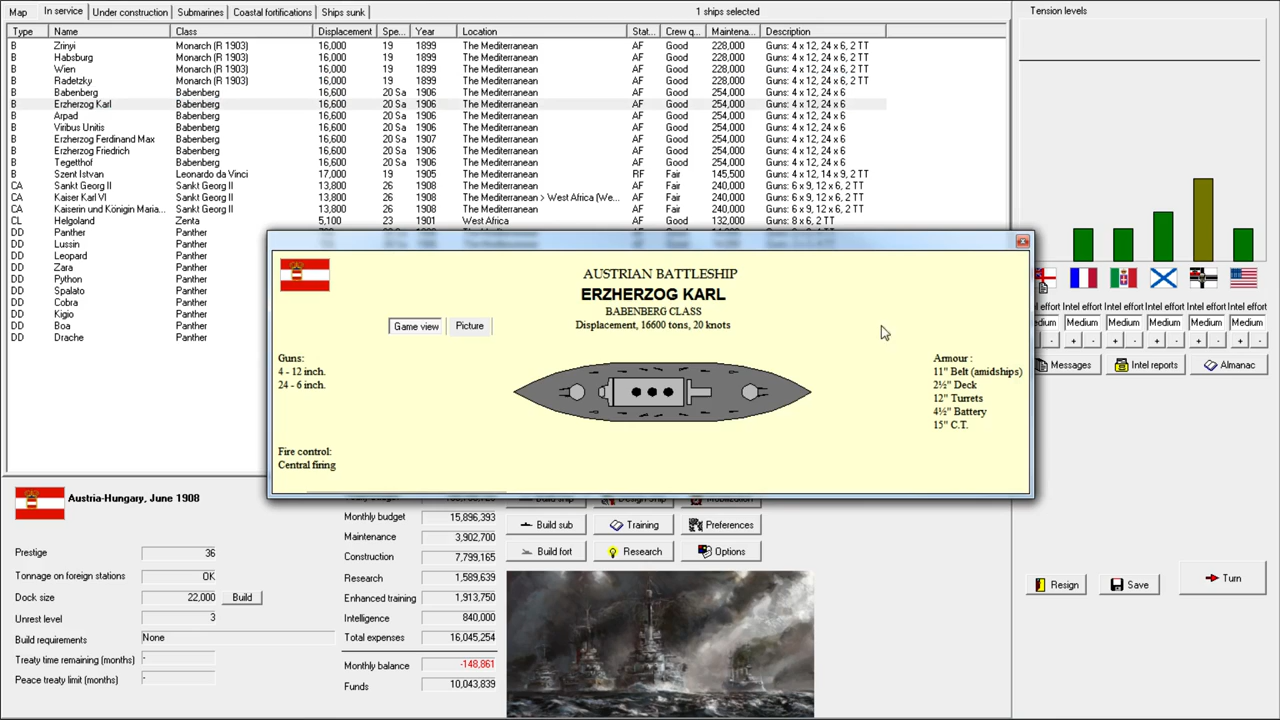 Map In service Under construction Submarines Coastal fortifications Ships sunk 1 ships selected Tension levels
Type Name Class Displacement Spe... Year Location Stat... Crew q... Maintena... Description
B Zrinyi Monarch (R 1903) 16,000 19 1899 The Mediterranean AF Good 228,000 Guns: 4 x 12, 24 x 6, 2 TT
B Habsburg Monarch (R 1903) 16,000 19 1899 The Mediterranean AF Good 228,000 Guns: 4 x 12, 24 x 6, 2 TT
B Wien Monarch (R 1903) 16,000 19 1899 The Mediterranean AF Good 228,000 Guns: 4 x 12, 24 x 6, 2 TT
B Radetzky Monarch (R 1903) 16,000 19 1899 The Mediterranean AF Good 228,000 Guns: 4 x 12, 24 x 6, 2 TT
B Babenberg Babenberg 16,600 20 Sa 1906 The Mediterranean AF Good 254,000 Guns: 4 x 12, 24 x 6
B Erzherzog Karl Babenberg 16,600 20 Sa 1906 The Mediterranean AF Good 254,000 Guns: 4 x 12, 24 x 6
B Arpad Babenberg 16,600 20 Sa 1906 The Mediterranean AF Good 254,000 Guns: 4 x 12, 24 x 6
B Viribus Unitis Babenberg 16,600 20 Sa 1906 The Mediterranean AF Good 254,000 Guns: 4 x 12, 24 x 6
B Erzherzog Ferdinand Max Babenberg 16,600 20 Sa 1907 The Mediterranean AF Good 254,000 Guns: 4 x 12, 24 x 6
B Erzherzog Friedrich Babenberg 16,600 20 Sa 1906 The Mediterranean AF Good 254,000 Guns: 4 x 12, 24 x 6
B Tegetthof Babenberg 16,600 20 Sa 1906 The Mediterranean AF Good 254,000 Guns: 4 x 12, 24 x 6
B Szent Istvan Leonardo da Vinci 17,000 19 1905 The Mediterranean RF Fair 145,500 Guns: 4 x 12, 14 x 9, 2 TT
CA Sankt Georg II Sankt Georg II 13,800 26 1908 The Mediterranean AF Fair 240,000 Guns: 6 x 9, 12 x 6, 2 TT
CA Kaiser Karl VI Sankt Georg II 13,800 26 1908 The Mediterranean > West Africa (We... AF Fair 240,000 Guns: 6 x 9, 12 x 6, 2 TT
CA Kaiserin und Königin Maria... Sankt Georg II 13,800 26 1908 The Mediterranean AF Fair 240,000 Guns: 6 x 9, 12 x 6, 2 TT
CL Helgoland Zenta 5,100 23 1901 West Africa AF Good 132,000 Guns: 8 x 6, 2 TT
DD Panther Panther
DD Lussin Panther
DD Leopard Panther
DD Zara Panther
DD Python Panther
DD Spalato Panther
DD Cobra Panther
DD Kigio Panther
DD Boa Panther
DD Drache Panther
AUSTRIAN BATTLESHIP
ERZHERZOG KARL
BABENBERG CLASS
Displacement, 16600 tons, 20 knots
Game view Picture
Guns:
4 - 12 inch.
24 - 6 inch.
Fire control:
Central firing
Armour :
11" Belt (amidships)
2½" Deck
12" Turrets
4½" Battery
15" C.T.
Intel effort Intel effort Intel effort Intel effort Intel effort Intel effort
Medium Medium Medium Medium Medium
+ - + - + - + - + -
Messages Intel reports Almanac
Austria-Hungary, June 1908
Prestige 36
Tonnage on foreign stations OK
Dock size 22,000 Build
Unrest level 3
Build requirements None
Treaty time remaining (months) -
Peace treaty limit (months) -
Monthly budget 15,896,393
Maintenance 3,902,700
Construction 7,799,165
Research 1,589,639
Enhanced training 1,913,750
Intelligence 840,000
Total expenses 16,045,254
Monthly balance -148,861
Funds 10,043,839
Build sub Training Preferences
Build fort Research Options
Resign Save Turn